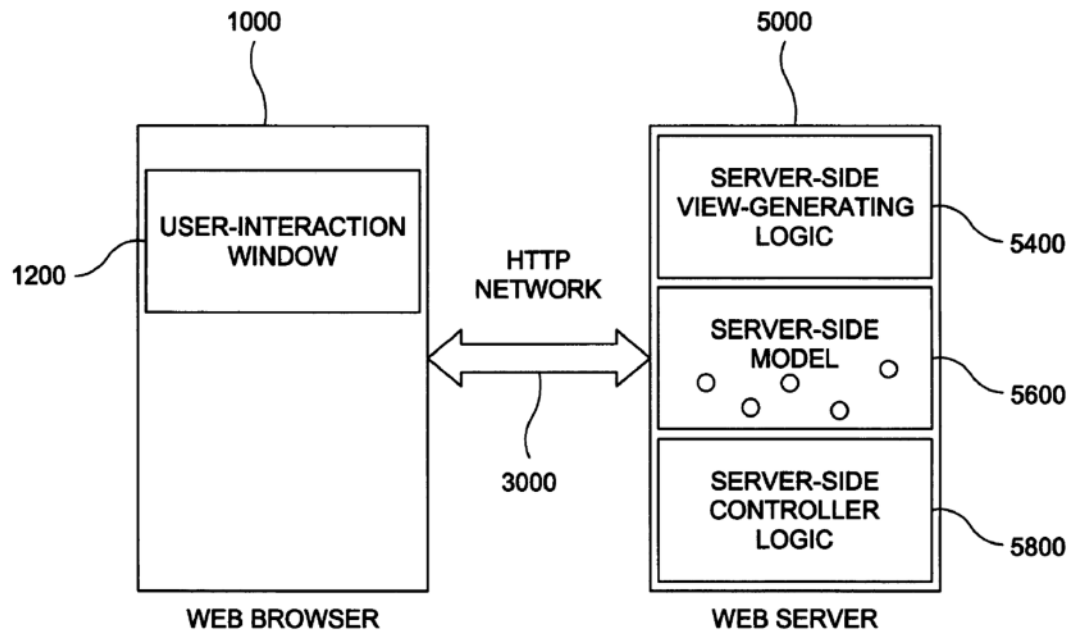 1000
5000
USER-INTERACTION
WINDOW
1200
HTTP
NETWORK
3000
SERVER-SIDE
VIEW-GENERATING
LOGIC
5400
SERVER-SIDE
MODEL
5600
SERVER-SIDE
CONTROLLER
LOGIC
5800
WEB BROWSER
WEB SERVER